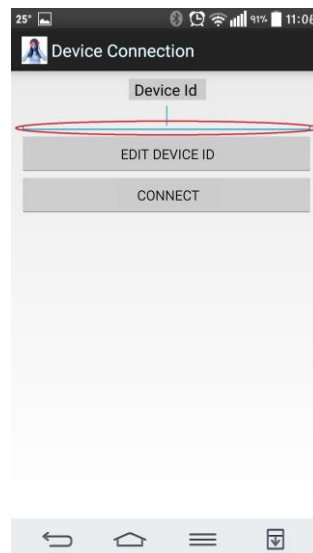 25° 91% 11:06
Device Connection
Device Id
EDIT DEVICE ID
CONNECT